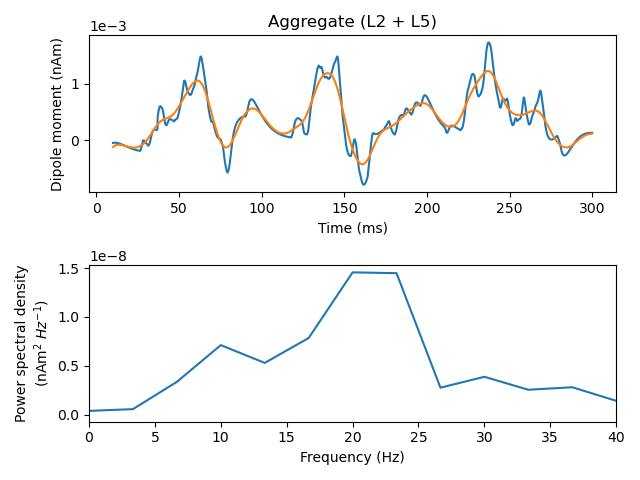 Aggregate (L2 + L5)
1e−3
Dipole moment (nAm)
1
0
0 50 100 150 200 250 300
Time (ms)
1e−8
Power spectral density
(nAm² Hz⁻¹)
1.5
1.0
0.5
0.0
0 5 10 15 20 25 30 35 40
Frequency (Hz)